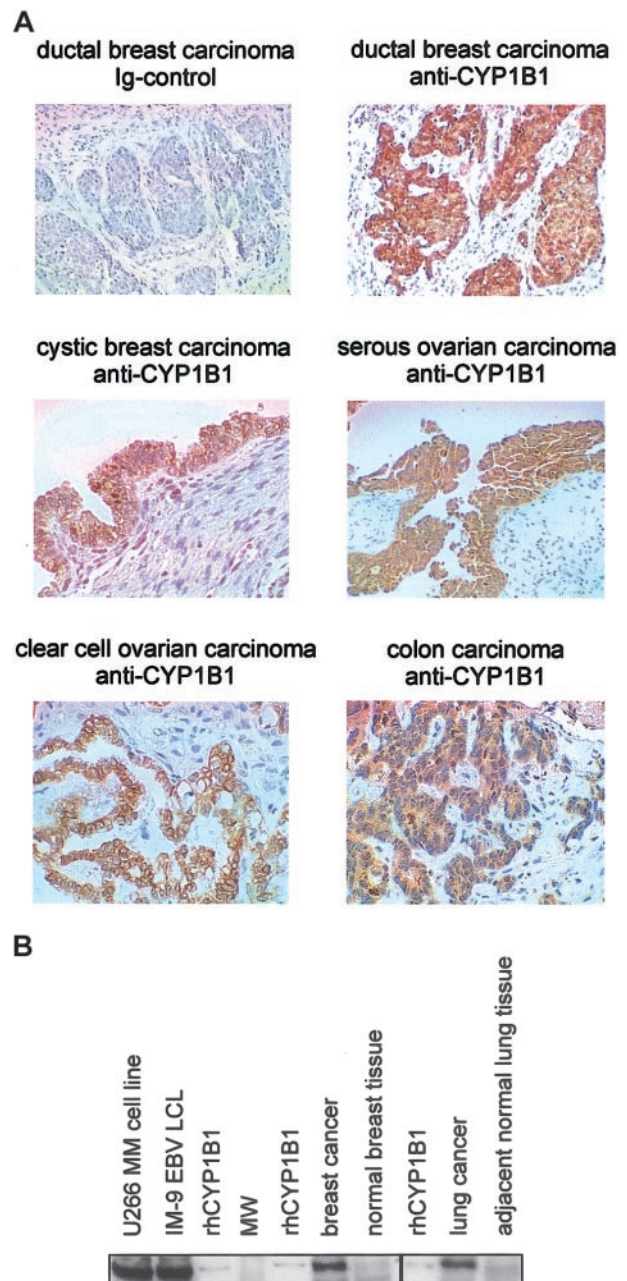 A
ductal breast carcinoma
Ig-control
ductal breast carcinoma
anti-CYP1B1
cystic breast carcinoma
anti-CYP1B1
serous ovarian carcinoma
anti-CYP1B1
clear cell ovarian carcinoma
anti-CYP1B1
colon carcinoma
anti-CYP1B1
B
U266 MM cell line
IM-9 EBV LCL
rhCYP1B1
MW
rhCYP1B1
breast cancer
normal breast tissue
rhCYP1B1
lung cancer
adjacent normal lung tissue